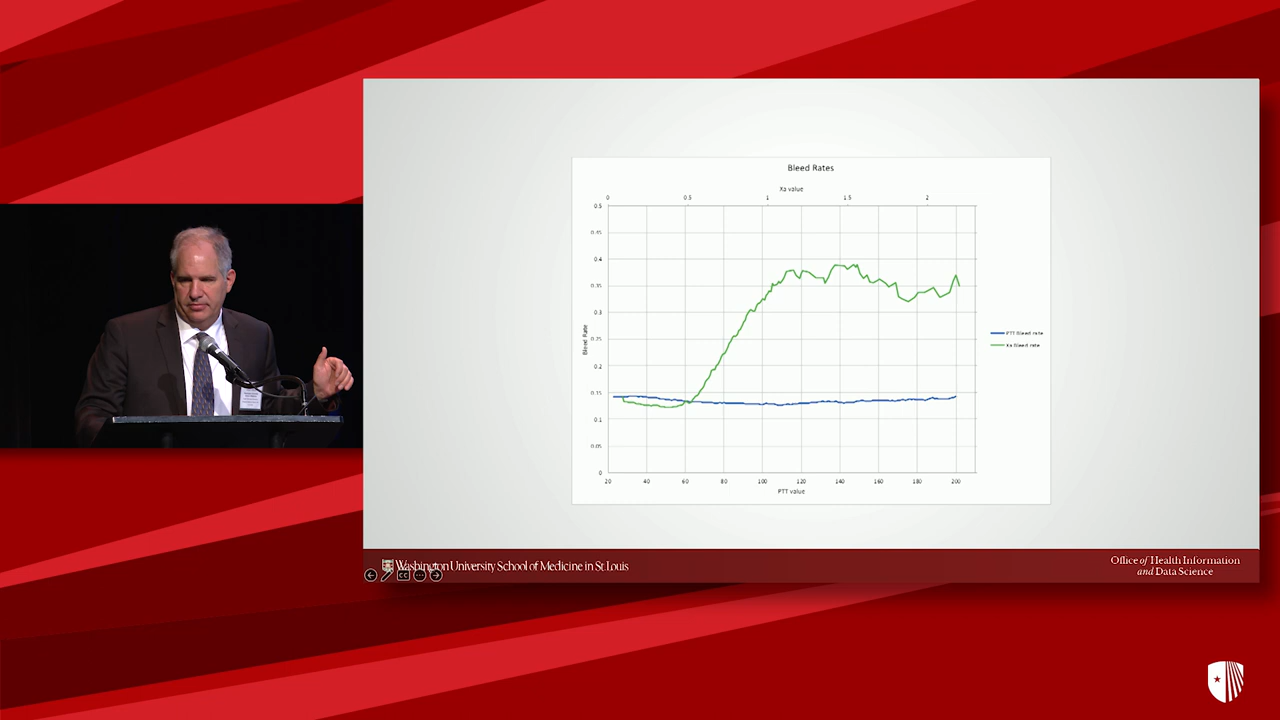 Bleed Rates
Xa value
0 0.5 1 1.5 2
0.5
0.45
0.4
0.35
0.3
0.25
0.2
0.15
0.1
0.05
0
Bleed Rate
PTT Bleed rate
Xa Bleed rate
20 40 60 80 100 120 140 160 180 200
PTT value
Washington University School of Medicine in St. Louis
Office of Health Information
and Data Science
CC